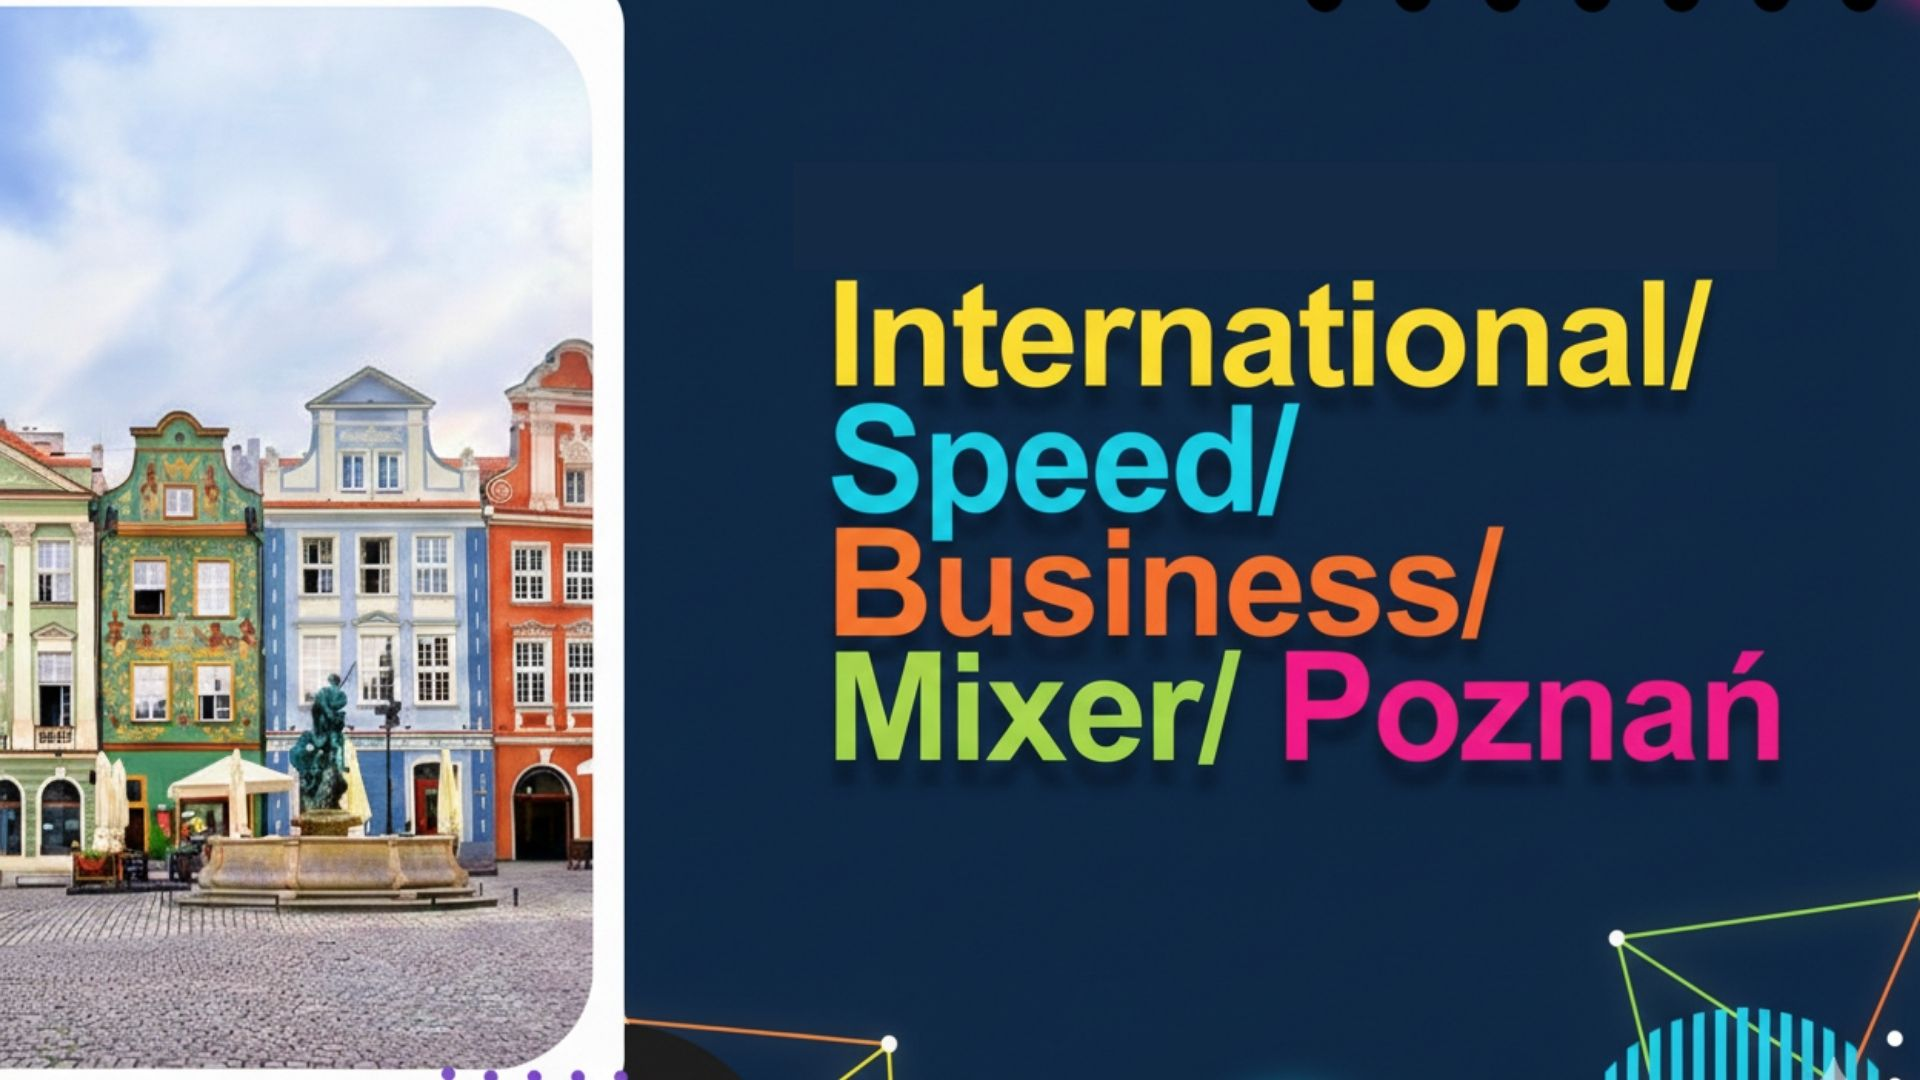 International/
Speed/
Business/
Mixer/ Poznań